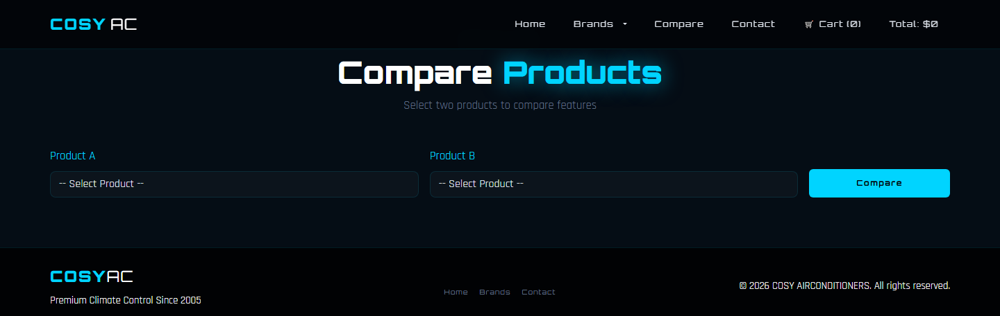 COSY AC
Home Brands Compare Contact 🛒 Cart (0) Total: $0
Compare Products
Select two products to compare features
Product A Product B
-- Select Product -- -- Select Product -- Compare
COSYAC
Premium Climate Control Since 2005
Home Brands Contact
© 2026 COSY AIRCONDITIONERS. All rights reserved.